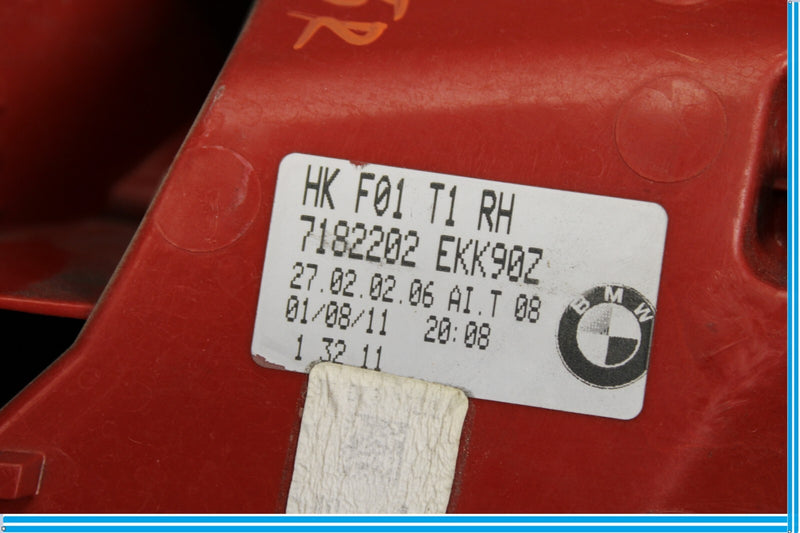 5R
HK F01 T1 RH
7182202 EKK90Z
27.02.02.06 AI.T 08
01/08/11 20:08
1 32 11
BMW